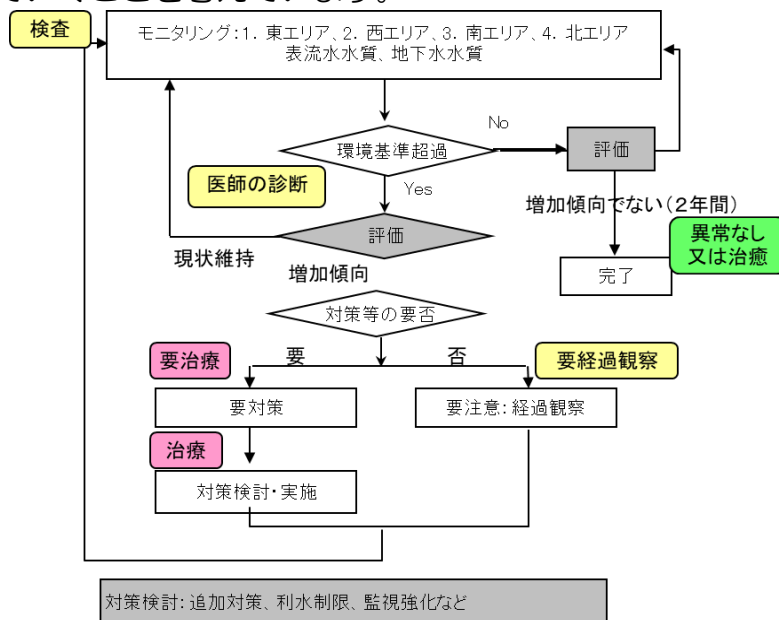 検査
モニタリング：1. 東エリア、2. 西エリア、3. 南エリア、4. 北エリア
表流水水質、地下水水質
No
環境基準超過
評価
医師の診断
Yes
増加傾向でない（2年間）
評価
異常なし
又は治癒
現状維持
増加傾向
完了
対策等の要否
要治療
要
否
要経過観察
要対策
要注意：経過観察
治療
対策検討・実施
対策検討：追加対策、利水制限、監視強化など